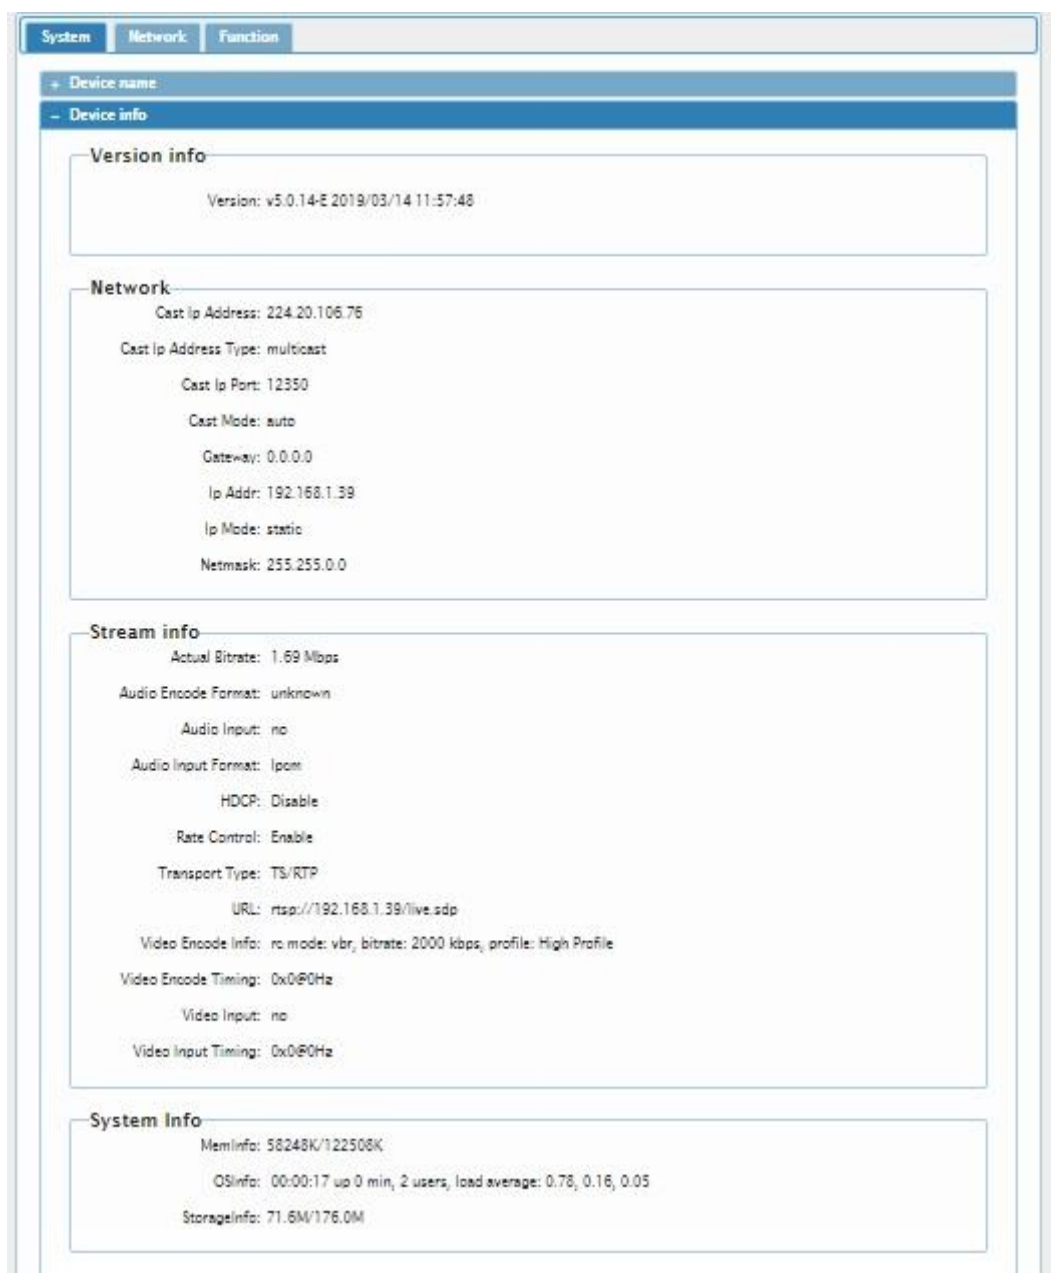 System Network Function
+ Device name
– Device info
Version info
Version: v5.0.14-E 2019/03/14 11:57:48
Network
Cast Ip Address: 224.20.106.76
Cast Ip Address Type: multicast
Cast Ip Port: 12350
Cast Mode: auto
Gateway: 0.0.0.0
Ip Addr: 192.168.1.39
Ip Mode: static
Netmask: 255.255.0.0
Stream info
Actual Bitrate: 1.69 Mbps
Audio Encode Format: unknown
Audio Input: no
Audio Input Format: lpcm
HDCP: Disable
Rate Control: Enable
Transport Type: TS/RTP
URL: rtsp://192.168.1.39/live.sdp
Video Encode Info: rc mode: vbr, bitrate: 2000 kbps, profile: High Profile
Video Encode Timing: 0x0@0Hz
Video Input: no
Video Input Timing: 0x0@0Hz
System Info
MemInfo: 58248K/122508K
OSInfo: 00:00:17 up 0 min, 2 users, load average: 0.78, 0.16, 0.05
StorageInfo: 71.6M/176.0M